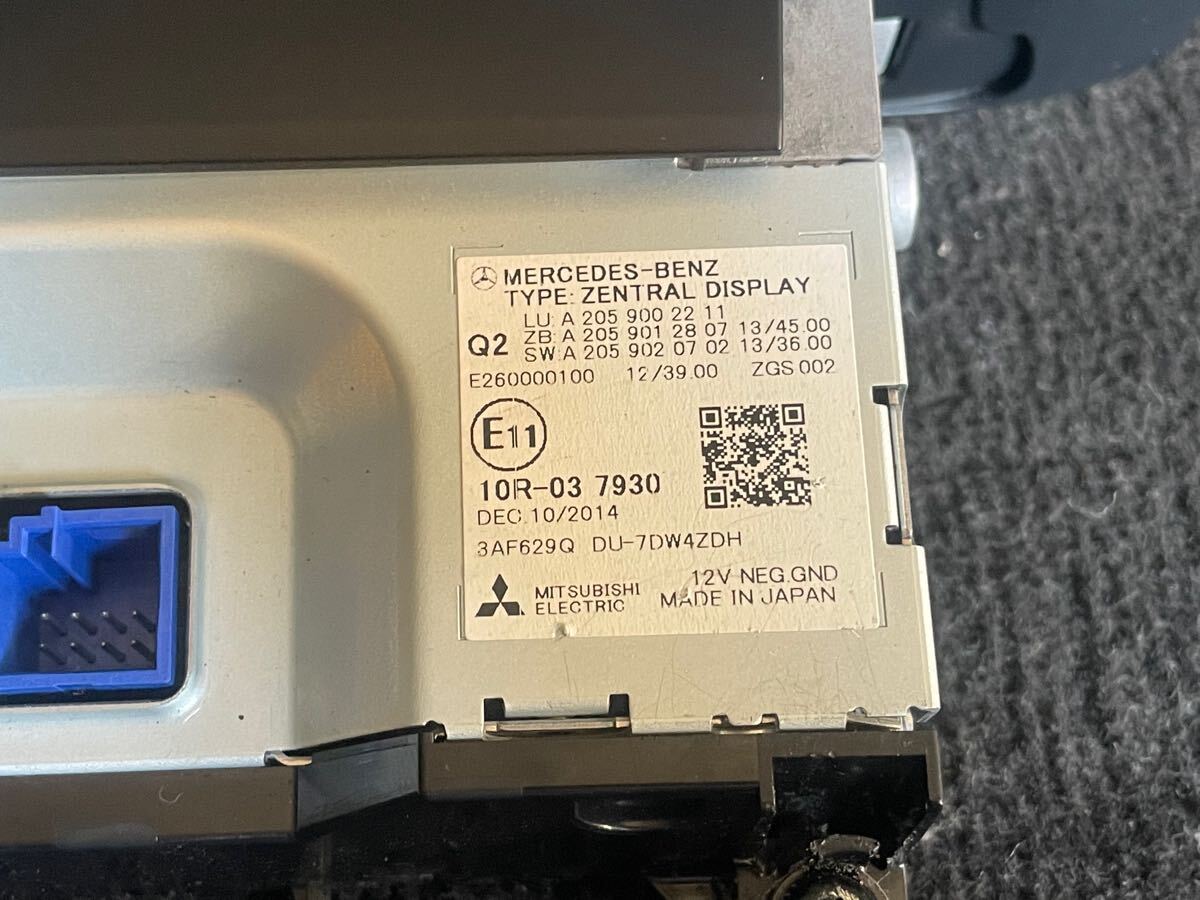 MERCEDES-BENZ
TYPE: ZENTRAL DISPLAY
LU: A 205 900 22 11
Q2 ZB: A 205 901 28 07 13/45.00
SW: A 205 902 07 02 13/36.00
E260000100 12/39.00 ZGS 002
E11
10R-03 7930
DEC.10/2014
3AF629Q DU-7DW4ZDH
MITSUBISHI ELECTRIC
12V NEG.GND
MADE IN JAPAN